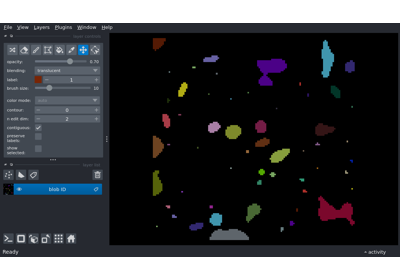 File View Layers Plugins Window Help
opacity: 0.70
blending: translucent
label: 1
brush size: 10
color mode:
contour: 0
n edit dim: 2
contiguous:
preserve labels:
show selected:
blob ID
Ready
activity